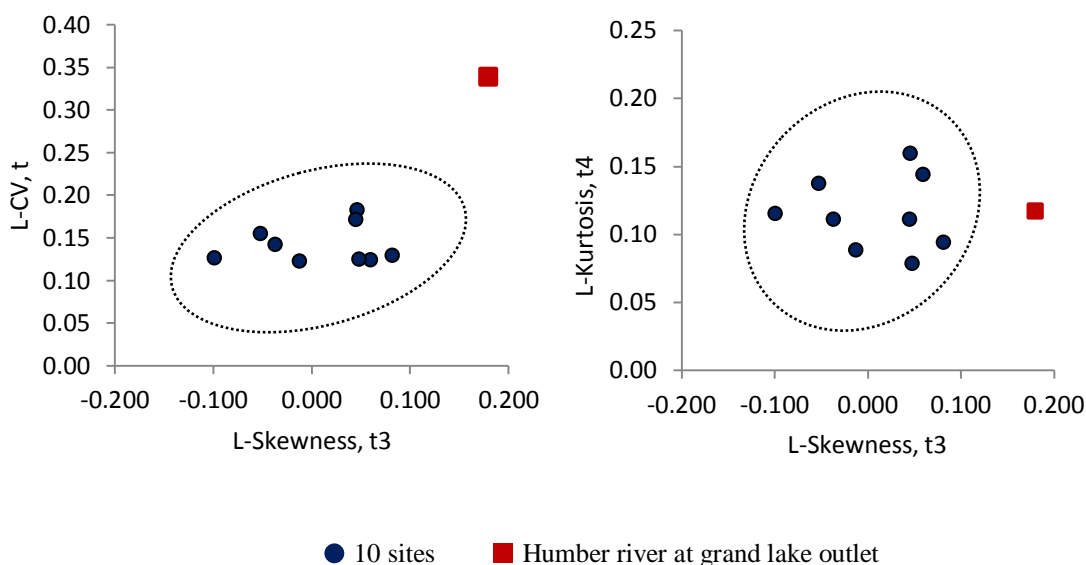 0.40
0.35
0.30
0.25
0.20
0.15
0.10
0.05
0.00
L-CV, t
-0.200 -0.100 0.000 0.100 0.200
L-Skewness, t3
0.25
0.20
0.15
0.10
0.05
0.00
L-Kurtosis, t4
-0.200 -0.100 0.000 0.100 0.200
L-Skewness, t3
10 sites Humber river at grand lake outlet